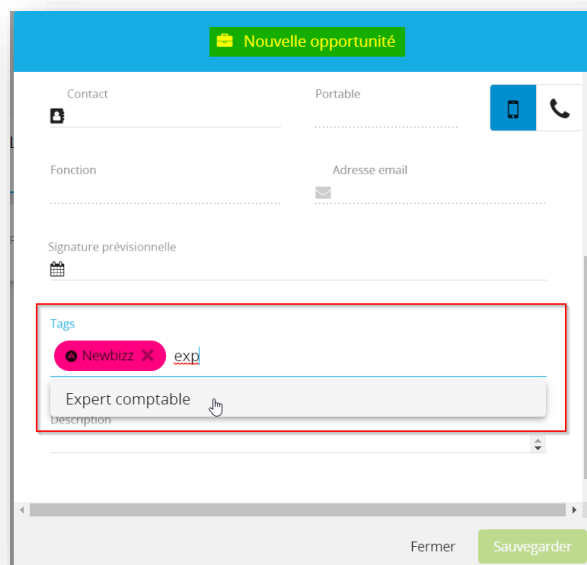 Nouvelle opportunité
Contact
Portable
Fonction
Adresse email
Signature prévisionnelle
Tags
Newbizz
exp
Expert comptable
Description
Fermer
Sauvegarder